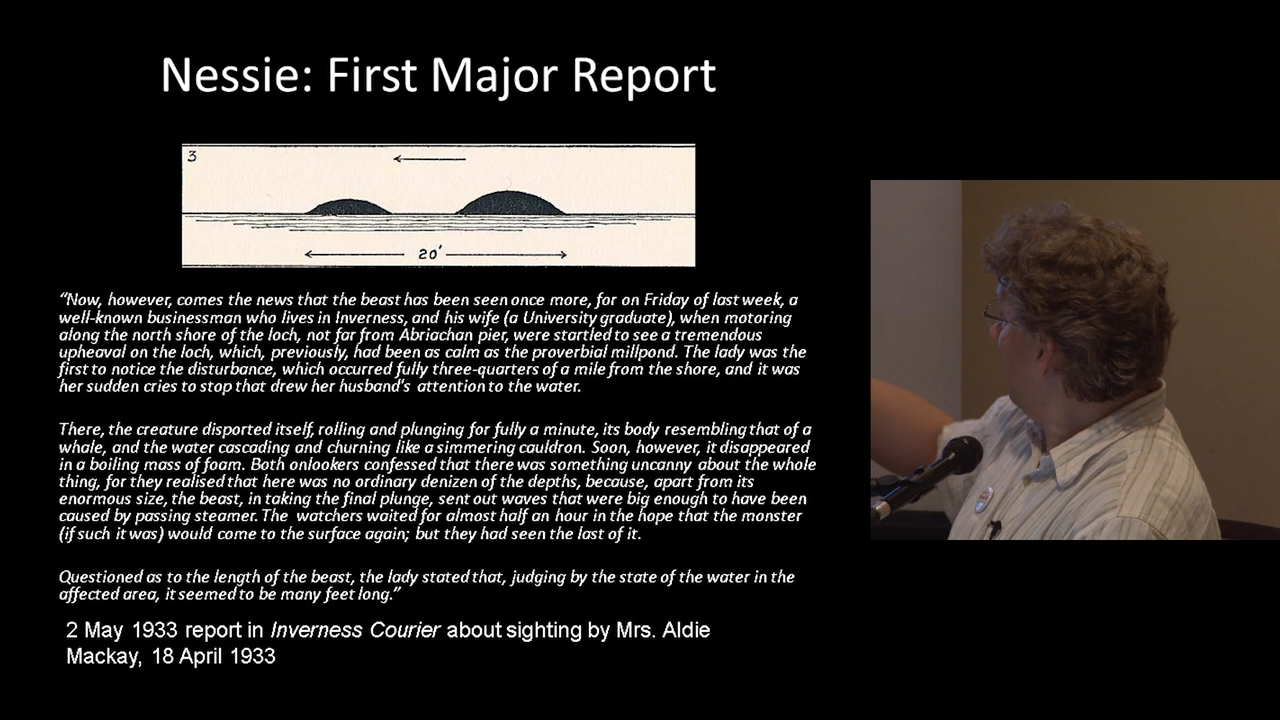 Nessie: First Major Report
3
20'
“Now, however, comes the news that the beast has been seen once more, for on Friday of last week, a
well-known businessman who lives in Inverness, and his wife (a University graduate), when motoring
along the north shore of the loch, not far from Abriachan pier, were startled to see a tremendous
upheaval on the loch, which, previously, had been as calm as the proverbial millpond. The lady was the
first to notice the disturbance, which occurred fully three-quarters of a mile from the shore, and it was
her sudden cries to stop that drew her husband's attention to the water.
There, the creature disported itself, rolling and plunging for fully a minute, its body resembling that of a
whale, and the water cascading and churning like a simmering cauldron. Soon, however, it disappeared
in a boiling mass of foam. Both onlookers confessed that there was something uncanny about the whole
thing, for they realised that here was no ordinary denizen of the depths, because, apart from its
enormous size, the beast, in taking the final plunge, sent out waves that were big enough to have been
caused by passing steamer. The watchers waited for almost half an hour in the hope that the monster
(if such it was) would come to the surface again; but they had seen the last of it.
Questioned as to the length of the beast, the lady stated that, judging by the state of the water in the
affected area, it seemed to be many feet long.”
2 May 1933 report in Inverness Courier about sighting by Mrs. Aldie
Mackay, 18 April 1933